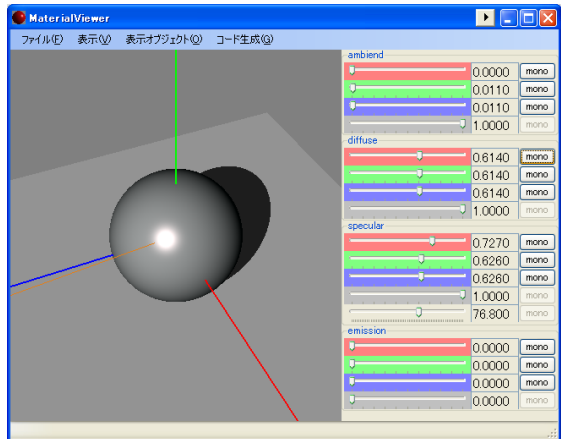 MaterialViewer
ファイル(F) 表示(V) 表示オブジェクト(O) コード生成(G)
ambiend
0.0000 mono
0.0110 mono
0.0110 mono
1.0000 mono
diffuse
0.6140 mono
0.6140 mono
0.6140 mono
1.0000 mono
specular
0.7270 mono
0.6260 mono
0.6260 mono
1.0000 mono
76.800 mono
emission
0.0000 mono
0.0000 mono
0.0000 mono
0.0000 mono